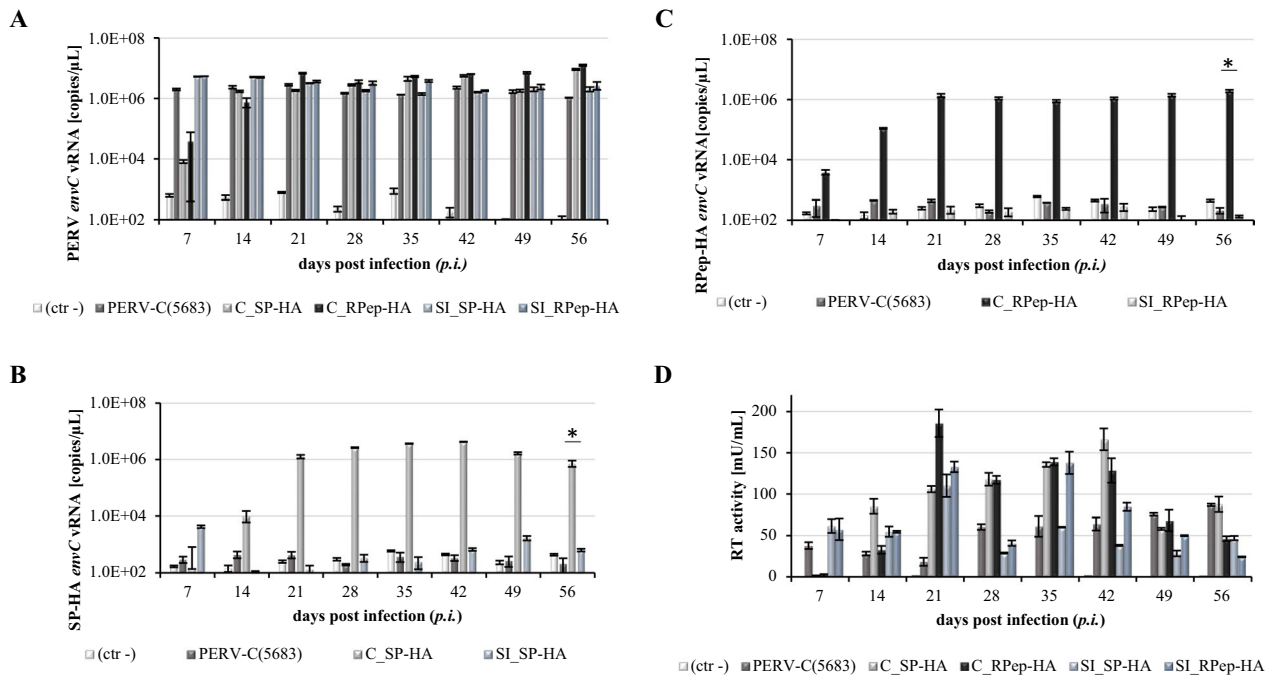 A
PERV envC vRNA [copies/µL]
1.0E+08
1.0E+06
1.0E+04
1.0E+02
7 14 21 28 35 42 49 56
days post infection (p.i.)
(ctr -) PERV-C(5683) C_SP-HA C_RPep-HA SI_SP-HA SI_RPep-HA
B
SP-HA envC vRNA [copies/µL]
1.0E+08
1.0E+06
1.0E+04
1.0E+02
*
7 14 21 28 35 42 49 56
days post infection (p.i.)
(ctr -) PERV-C(5683) C_SP-HA SI_SP-HA
C
RPep-HA envC vRNA[copies/µL]
1.0E+08
1.0E+06
1.0E+04
1.0E+02
*
7 14 21 28 35 42 49 56
days post infection (p.i.)
(ctr -) PERV-C(5683) C_RPep-HA SI_RPep-HA
D
RT activity [mU/mL]
200
150
100
50
0
7 14 21 28 35 42 49 56
days post infection (p.i.)
(ctr -) PERV-C(5683) C_SP-HA C_RPep-HA SI_SP-HA SI_RPep-HA